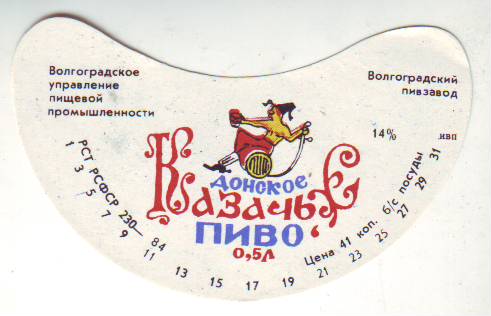 Волгоградское
управление
пищевой
промышленности
Волгоградский
пивзавод
14% нвп
Донское
Казачье
ПИВО
0,5л
РСТ РСФСР 230—84
Цена 41 коп. б/с посуды
1 3 5 7 9 11 13 15 17 19 21 23 25 27 29 31